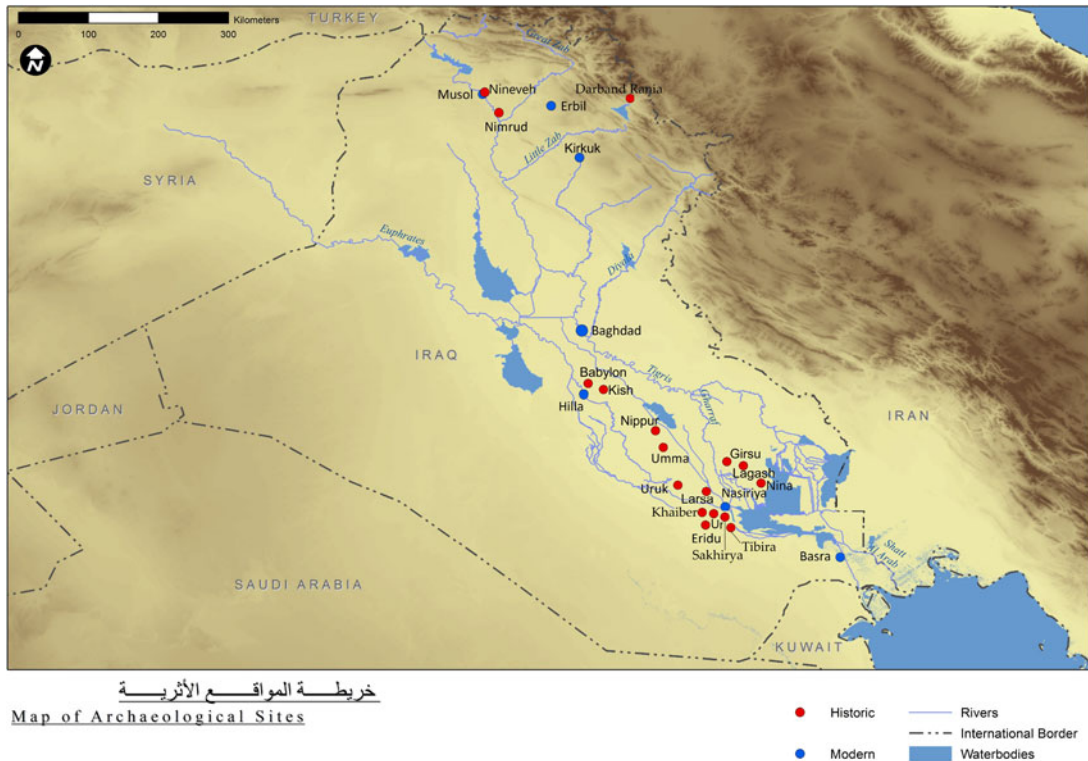 TURKEY
0 100 200 300 Kilometers
N
Great Zab
Nineveh
Musol
Darband Rania
Erbil
Nimrud
Kirkuk
Little Zab
SYRIA
Euphrates
Diyala
Baghdad
IRAQ
Tigris
Babylon
Kish
Hilla
Gharraf
JORDAN
IRAN
Nippur
Girsu
Umma
Lagash
Nina
Uruk
Larsa
Nasiriya
Khaiber
Ur
Eridu
Tibira
Sakhirya
Basra
Shatt
Al Arab
SAUDI ARABIA
KUWAIT
خريطة المواقع الأثرية
Map of Archaeological Sites
Historic
Rivers
International Border
Modern
Waterbodies